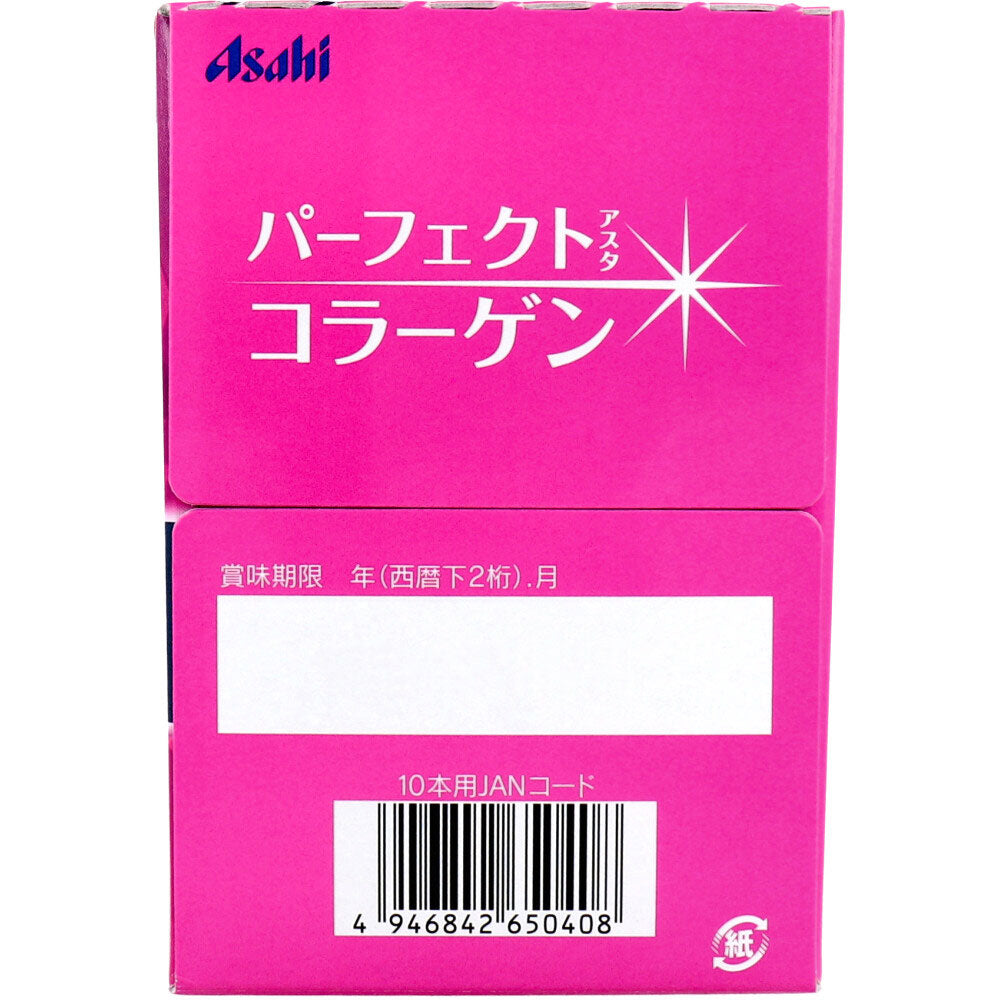 Asahi
パーフェクト
アスタ
コラーゲン
賞味期限 年(西暦下2桁).月
10本用JANコード
4 946842 650408
紙